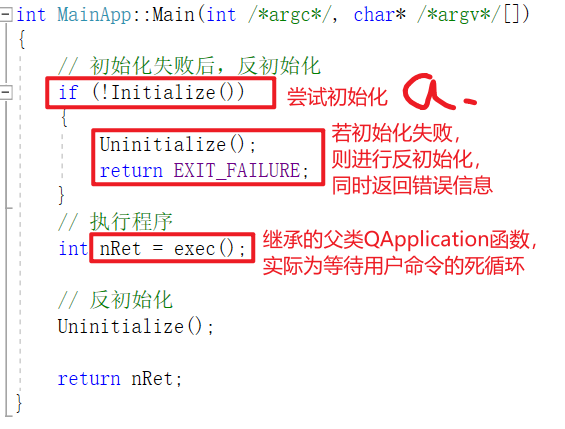 int MainApp::Main(int /*argc*/, char* /*argv*/[])
{
// 初始化失败后，反初始化
if (!Initialize()) 尝试初始化 a.
{
Uninitialize();
return EXIT_FAILURE;
若初始化失败，
则进行反初始化，
同时返回错误信息
}
// 执行程序
int nRet = exec();
继承的父类QApplication函数，
实际为等待用户命令的死循环
// 反初始化
Uninitialize();
return nRet;
}